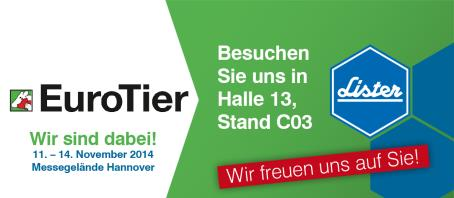 EuroTier
Wir sind dabei!
11. – 14. November 2014
Messegelände Hannover
Besuchen
Sie uns in
Halle 13,
Stand C03
Lister
Wir freuen uns auf Sie!